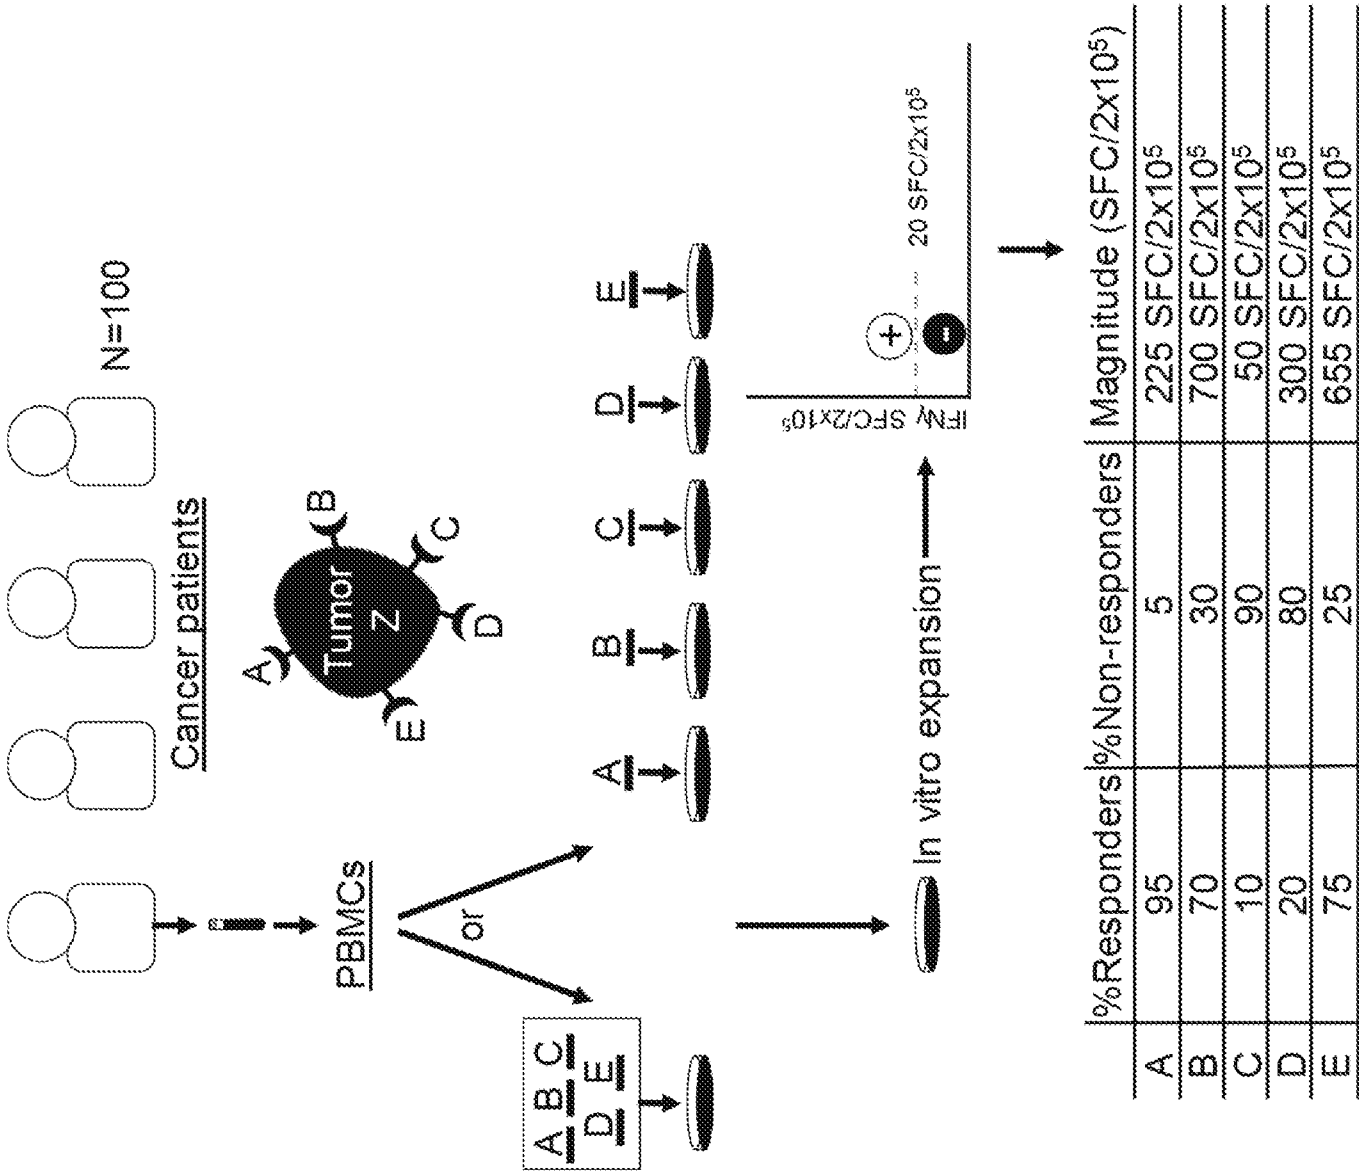 N=100
Cancer patients
PBMCs
or
Tumor
Z
A
B
C
D
E
A B C
D E
A
B
C
D
E
In vitro expansion
IFNγ SFC/2x10⁵
+
-
20 SFC/2x10⁵
%Responders %Non-responders Magnitude (SFC/2x10⁵)
A 95 5 225 SFC/2x10⁵
B 70 30 700 SFC/2x10⁵
C 10 90 50 SFC/2x10⁵
D 20 80 300 SFC/2x10⁵
E 75 25 655 SFC/2x10⁵